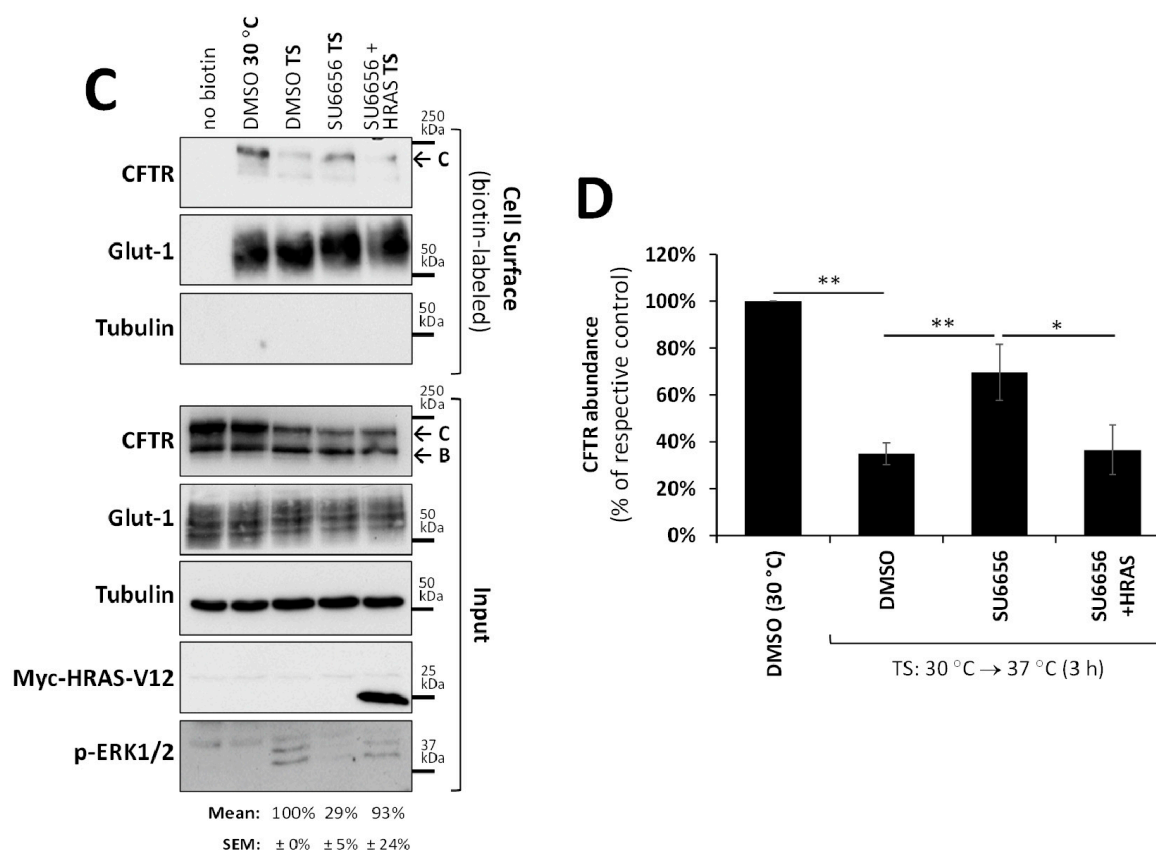 C
no biotin
DMSO 30 °C
DMSO TS
SU6656 TS
SU6656 +
HRAS TS
250
kDa
CFTR
← C
Glut-1
50
kDa
Tubulin
50
kDa
Cell Surface
(biotin-labeled)
250
kDa
CFTR
← C
← B
Glut-1
50
kDa
Tubulin
50
kDa
Myc-HRAS-V12
25
kDa
p-ERK1/2
37
kDa
Input
Mean: 100% 29% 93%
SEM: ± 0% ± 5% ± 24%
D
CFTR abundance
(% of respective control)
120%
100%
80%
60%
40%
20%
0%
**
**
*
DMSO (30 °C)
DMSO
SU6656
SU6656
+HRAS
TS: 30 °C → 37 °C (3 h)